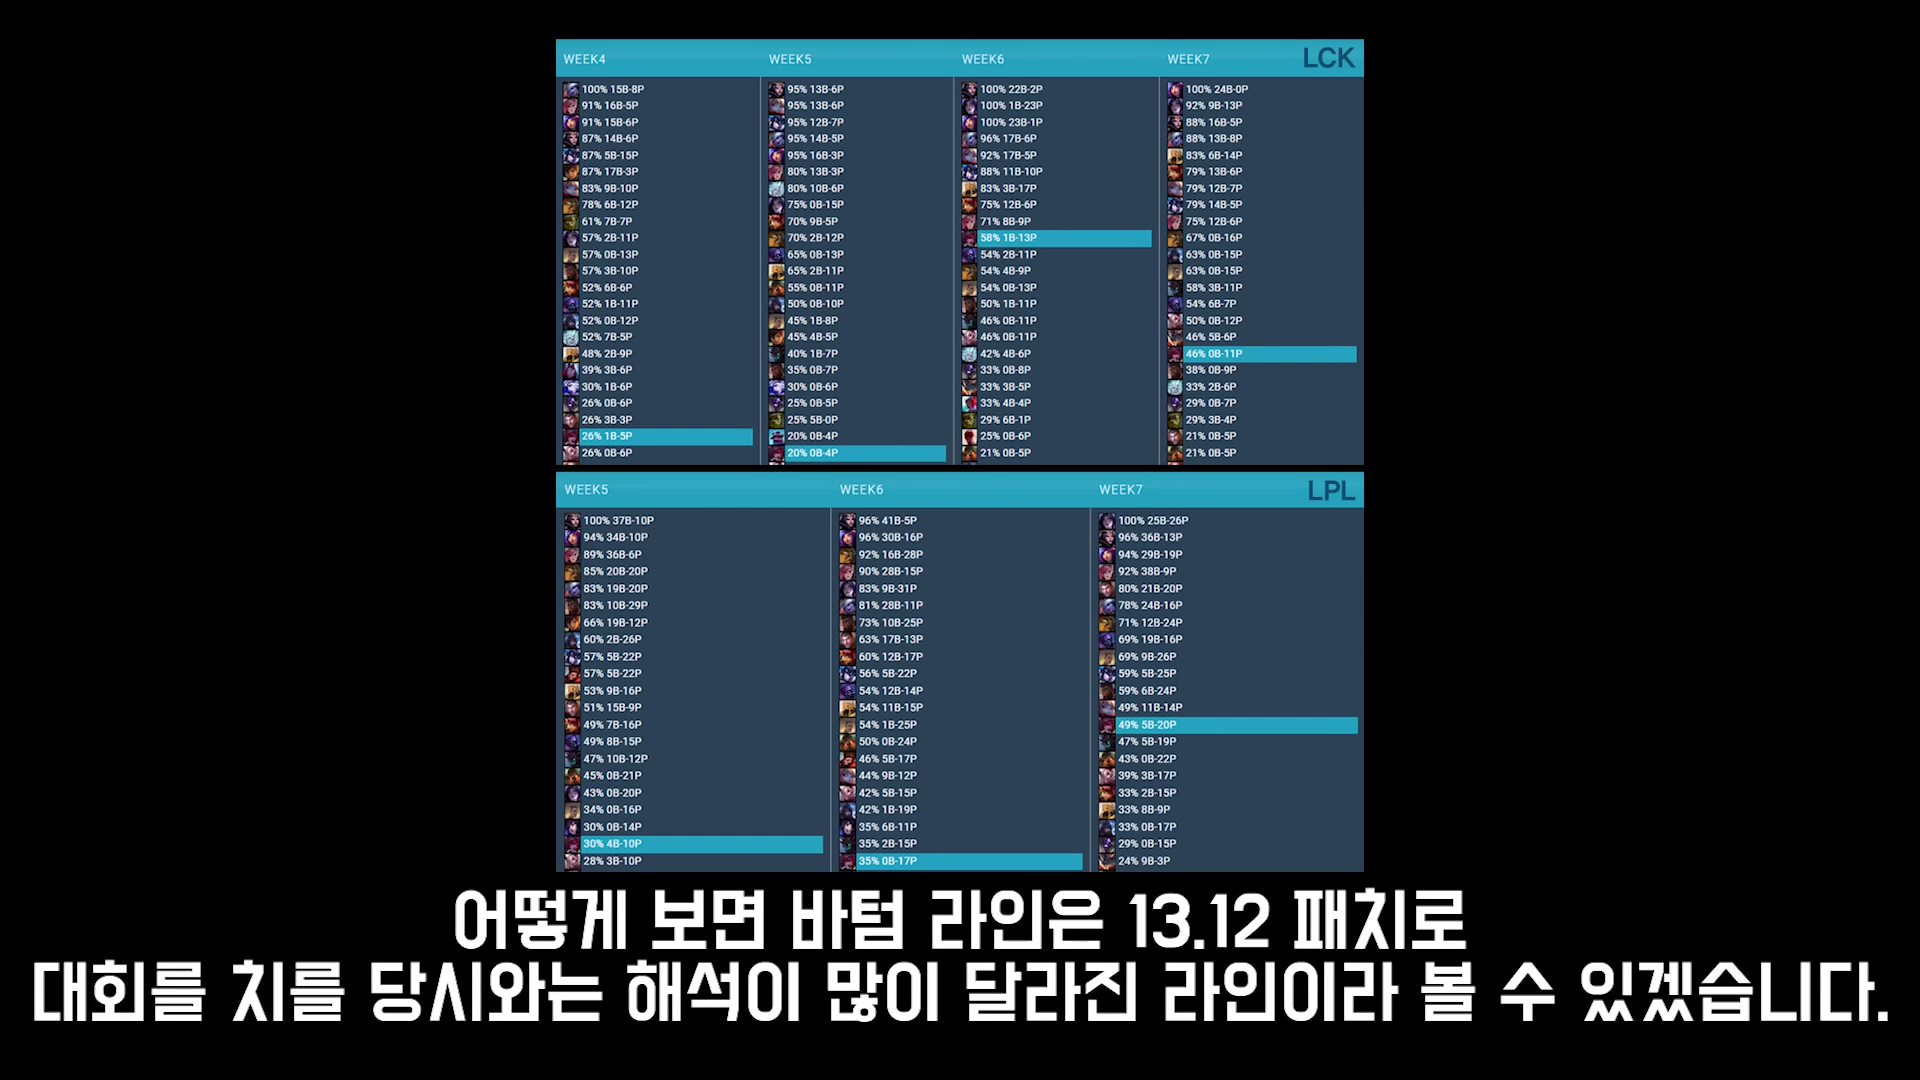 WEEK4 WEEK5 WEEK6 WEEK7 LCK
100% 15B-8P 95% 13B-6P 100% 22B-2P 100% 24B-0P
91% 16B-5P 95% 13B-6P 100% 1B-23P 92% 9B-13P
91% 15B-6P 95% 12B-7P 100% 23B-1P 88% 16B-5P
87% 14B-6P 95% 14B-5P 96% 17B-6P 88% 13B-8P
87% 5B-15P 95% 16B-3P 92% 17B-5P 83% 6B-14P
87% 17B-3P 80% 13B-3P 88% 11B-10P 79% 13B-6P
83% 9B-10P 80% 10B-6P 83% 3B-17P 79% 12B-7P
78% 6B-12P 75% 0B-15P 75% 12B-6P 79% 14B-5P
61% 7B-7P 70% 9B-5P 71% 8B-9P 75% 12B-6P
57% 2B-11P 70% 2B-12P 58% 1B-13P 67% 0B-16P
57% 0B-13P 65% 0B-13P 54% 2B-11P 63% 0B-15P
57% 3B-10P 65% 2B-11P 54% 4B-9P 63% 0B-15P
52% 6B-6P 55% 0B-11P 54% 0B-13P 58% 3B-11P
52% 1B-11P 50% 0B-10P 50% 1B-11P 54% 6B-7P
52% 0B-12P 45% 1B-8P 46% 0B-11P 50% 0B-12P
52% 7B-5P 45% 4B-5P 46% 0B-11P 46% 5B-6P
48% 2B-9P 40% 1B-7P 42% 4B-6P 46% 0B-11P
39% 3B-6P 35% 0B-7P 33% 0B-8P 38% 0B-9P
30% 1B-6P 30% 0B-6P 33% 3B-5P 33% 2B-6P
26% 0B-6P 25% 0B-5P 33% 4B-4P 29% 0B-7P
26% 3B-3P 25% 5B-0P 29% 6B-1P 29% 3B-4P
26% 1B-5P 20% 0B-4P 25% 0B-6P 21% 0B-5P
26% 0B-6P 20% 0B-4P 21% 0B-5P 21% 0B-5P
WEEK5 WEEK6 WEEK7 LPL
100% 37B-10P 96% 41B-5P 100% 25B-26P
94% 34B-10P 96% 30B-16P 96% 36B-13P
89% 36B-6P 92% 16B-28P 94% 29B-19P
85% 20B-20P 90% 28B-15P 92% 38B-9P
83% 19B-20P 83% 9B-31P 80% 21B-20P
83% 10B-29P 81% 28B-11P 78% 24B-16P
66% 19B-12P 73% 10B-25P 71% 12B-24P
60% 2B-26P 63% 17B-13P 69% 19B-16P
57% 5B-22P 60% 12B-17P 69% 9B-26P
57% 5B-22P 56% 5B-22P 59% 5B-25P
53% 9B-16P 54% 12B-14P 59% 6B-24P
51% 15B-9P 54% 11B-15P 49% 11B-14P
49% 7B-16P 54% 1B-25P 49% 5B-20P
49% 8B-15P 50% 0B-24P 47% 5B-19P
47% 10B-12P 46% 5B-17P 43% 0B-22P
45% 0B-21P 44% 9B-12P 39% 3B-17P
43% 0B-20P 42% 5B-15P 33% 2B-15P
34% 0B-16P 42% 1B-19P 33% 8B-9P
30% 0B-14P 35% 6B-11P 33% 0B-17P
30% 4B-10P 35% 2B-15P 29% 0B-15P
28% 3B-10P 35% 0B-17P 24% 9B-3P
어떻게 보면 바텀 라인은 13.12 패치로
대회를 치를 당시와는 해석이 많이 달라진 라인이라 볼 수 있겠습니다.